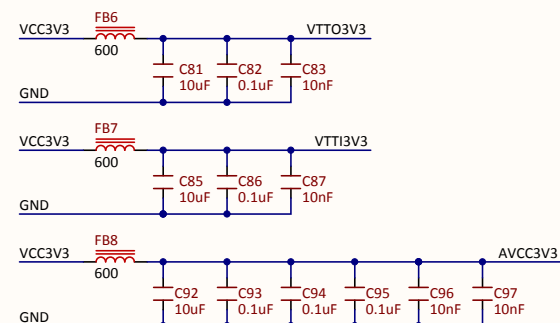 FB6
VCC3V3
VTTO3V3
600
C81
10uF
C82
0.1uF
C83
10nF
GND
FB7
VCC3V3
VTTI3V3
600
C85
10uF
C86
0.1uF
C87
10nF
GND
FB8
VCC3V3
AVCC3V3
600
C92
10uF
C93
0.1uF
C94
0.1uF
C95
0.1uF
C96
10nF
C97
10nF
GND